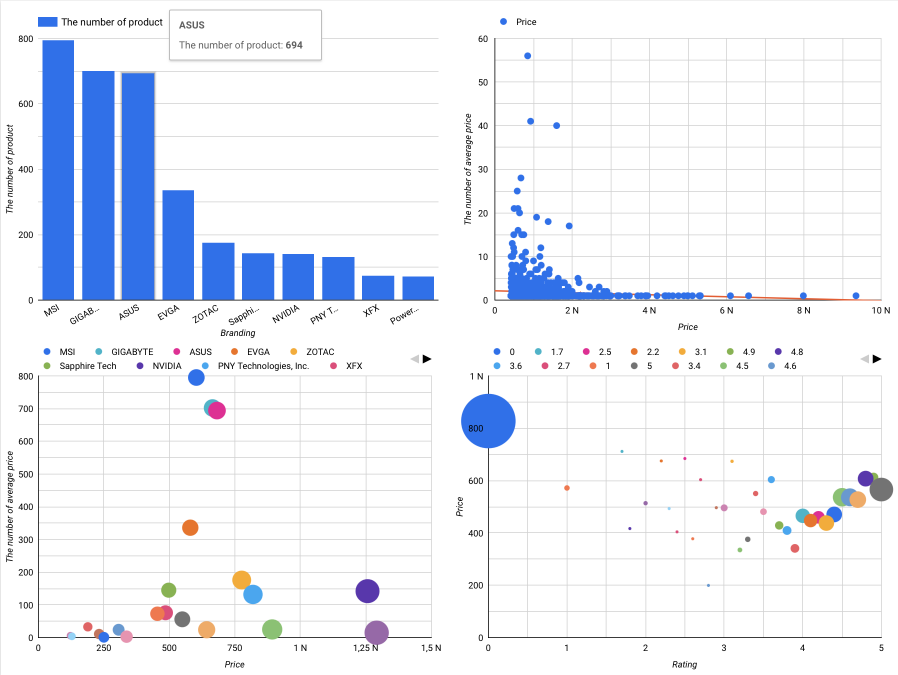 The number of product
ASUS
The number of product: 694
The number of product
800
600
400
200
0
MSI
GIGAB...
ASUS
EVGA
ZOTAC
Sapphi...
NVIDIA
PNY T...
XFX
Power...
Branding
Price
The number of average price
60
50
40
30
20
10
0
0 2 N 4 N 6 N 8 N 10 N
Price
MSI GIGABYTE ASUS EVGA ZOTAC
Sapphire Tech NVIDIA PNY Technologies, Inc. XFX
The number of average price
800
700
600
500
400
300
200
100
0
0 250 500 750 1 N 1,25 N 1,5 N
Price
0 1.7 2.5 2.2 3.1 4.9 4.8
3.6 2.7 1 5 3.4 4.5 4.6
Price
1 N
800
600
400
200
0
0 1 2 3 4 5
Rating